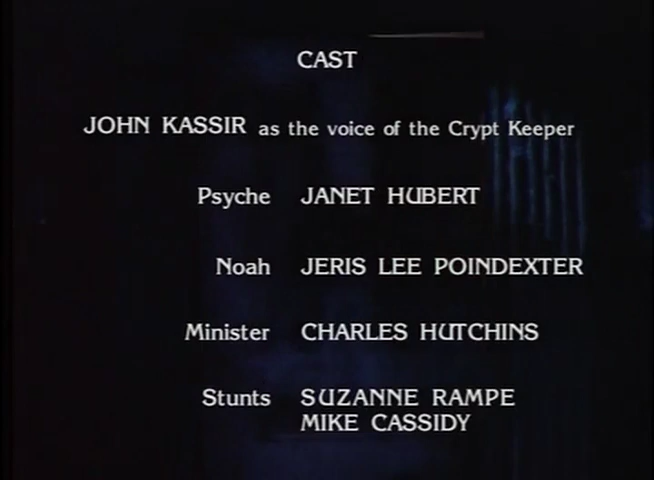 CAST
JOHN KASSIR as the voice of the Crypt Keeper
Psyche JANET HUBERT
Noah JERIS LEE POINDEXTER
Minister CHARLES HUTCHINS
Stunts SUZANNE RAMPE
MIKE CASSIDY